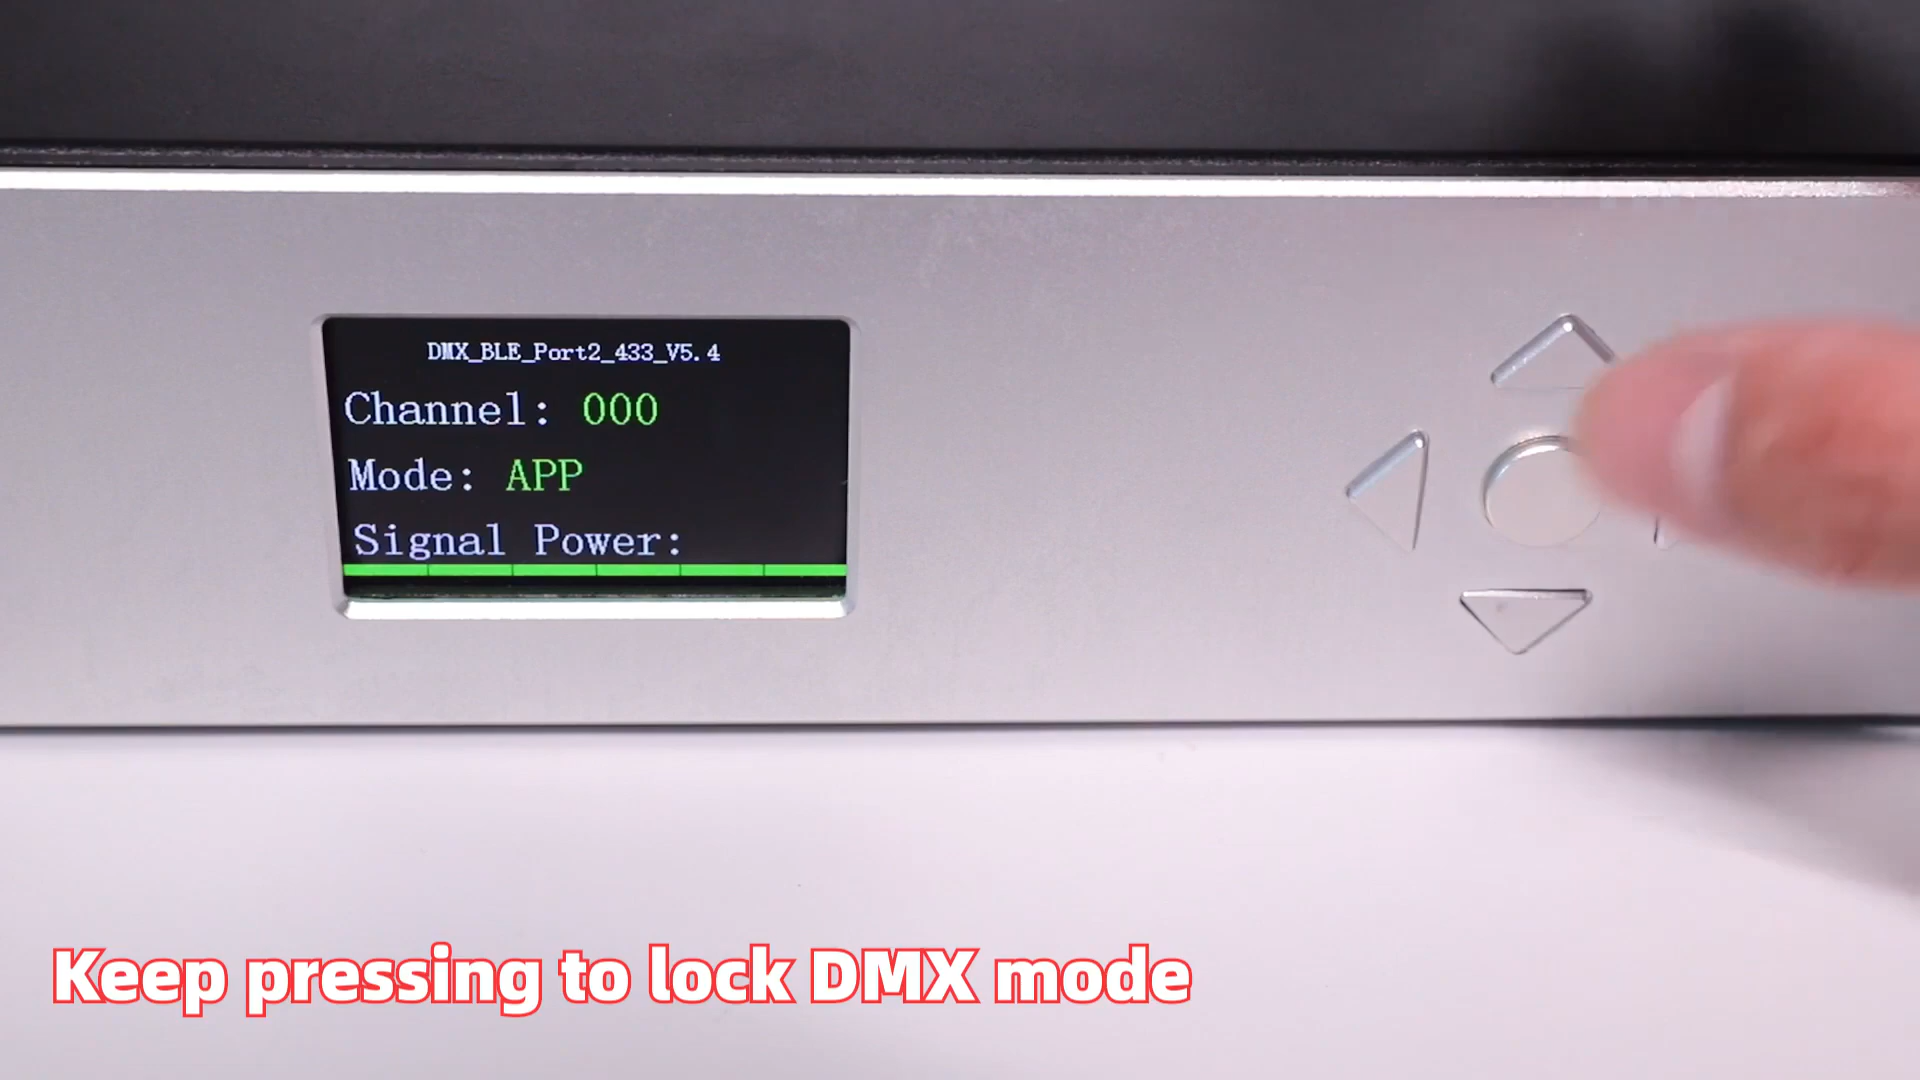 DMX_BLE_Port2_433_V5.4
Channel: 000
Mode: APP
Signal Power:
Keep pressing to lock DMX mode